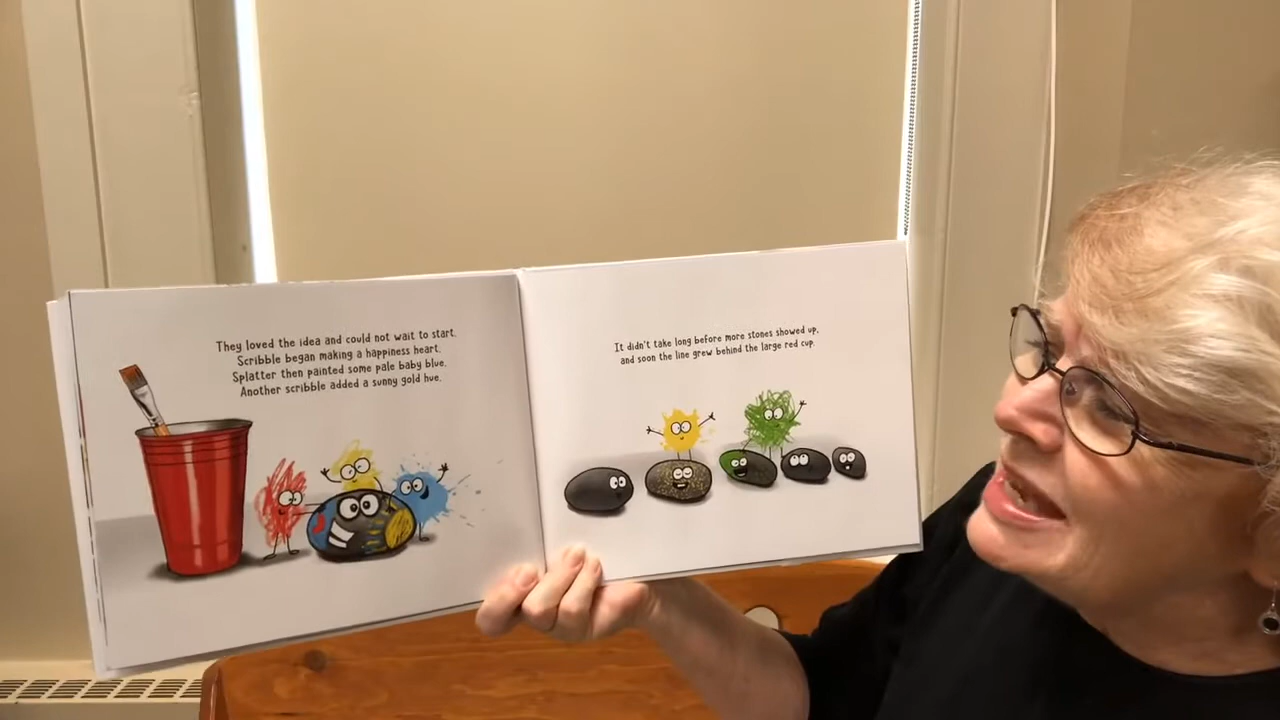 They loved the idea and could not wait to start.
Scribble began making a happiness heart.
Splatter then painted some pale baby blue.
Another scribble added a sunny gold hue.
It didn't take long before more stones showed up,
and soon the line grew behind the large red cup.